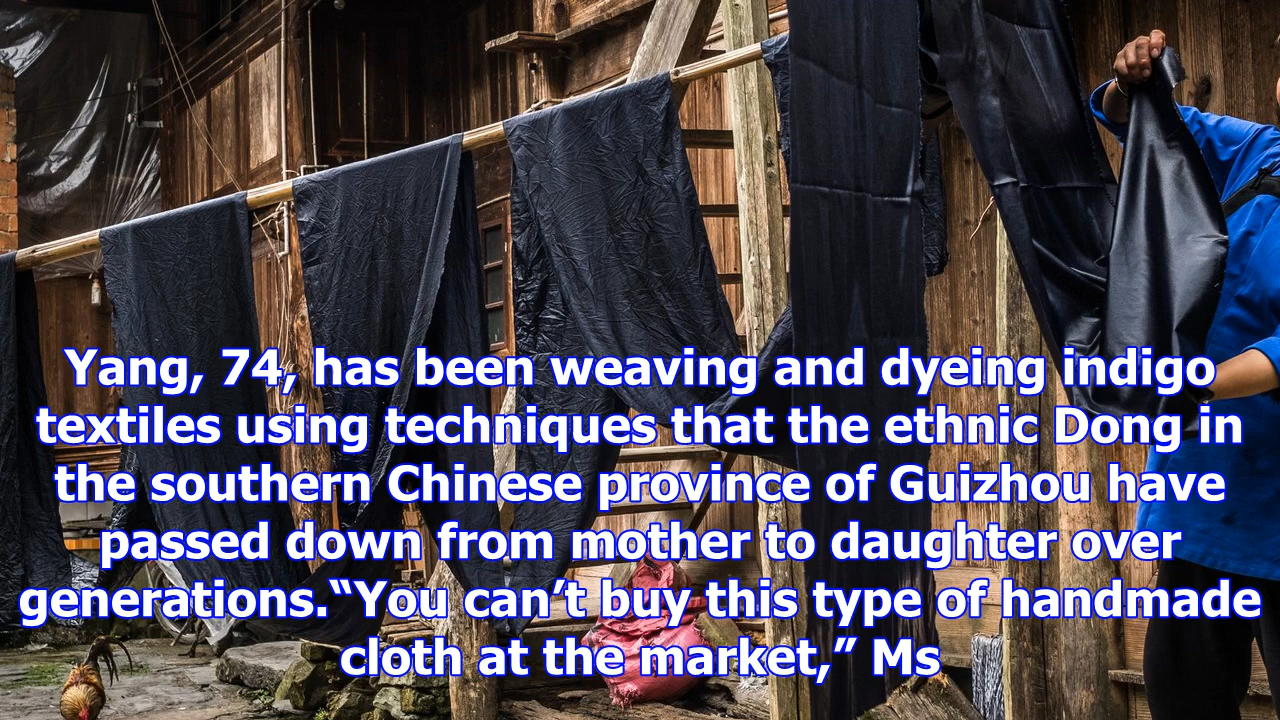 Yang, 74, has been weaving and dyeing indigo
textiles using techniques that the ethnic Dong in
the southern Chinese province of Guizhou have
passed down from mother to daughter over
generations.“You can’t buy this type of handmade
cloth at the market,” Ms